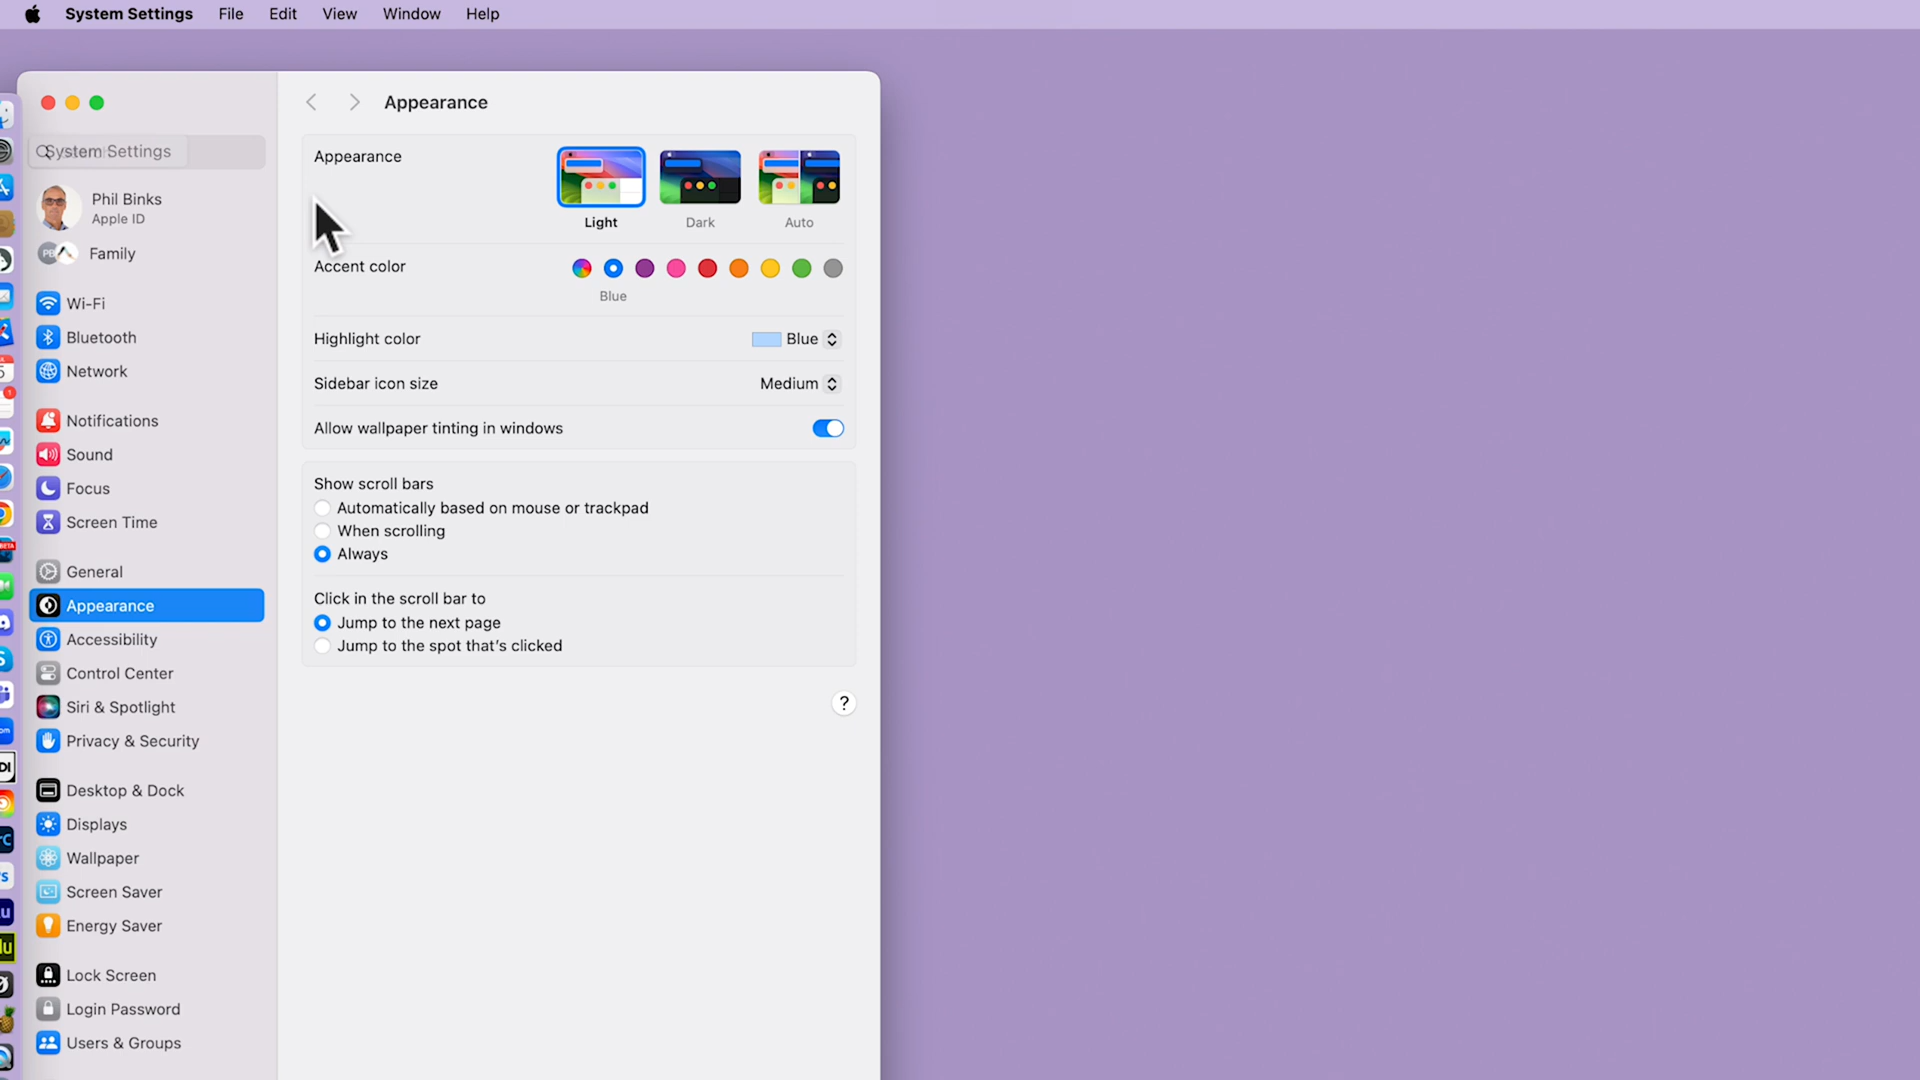 System Settings File Edit View Window Help
Appearance
System Settings
Phil Binks
Apple ID
PB
Family
Wi-Fi
Bluetooth
Network
Notifications
Sound
Focus
Screen Time
General
Appearance
Accessibility
Control Center
Siri & Spotlight
Privacy & Security
Desktop & Dock
Displays
Wallpaper
Screen Saver
Energy Saver
Lock Screen
Login Password
Users & Groups
Appearance
Light Dark Auto
Accent color
Blue
Highlight color Blue
Sidebar icon size Medium
Allow wallpaper tinting in windows
Show scroll bars
Automatically based on mouse or trackpad
When scrolling
Always
Click in the scroll bar to
Jump to the next page
Jump to the spot that's clicked
?